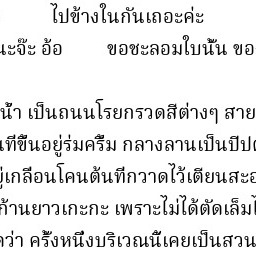 ไปข้างในกันเถอะค่ะ
นะจ๊ะ อ้อ ขอชะลอมใบนั้น ขอ
น้ำ เป็นถนนโรยกรวดสีต่างๆ สาย
ที่ขึ้นอยู่ร่มครึ้ม กลางลานเป็นปีป
เกลื่อนโคนต้นที่กวาดไว้เตียนสะอ
ก้านยาวเกะกะ เพราะไม่ได้ตัดเล็มไ
ว่า ครั้งหนึ่งบริเวณนี้เคยเป็นสวน